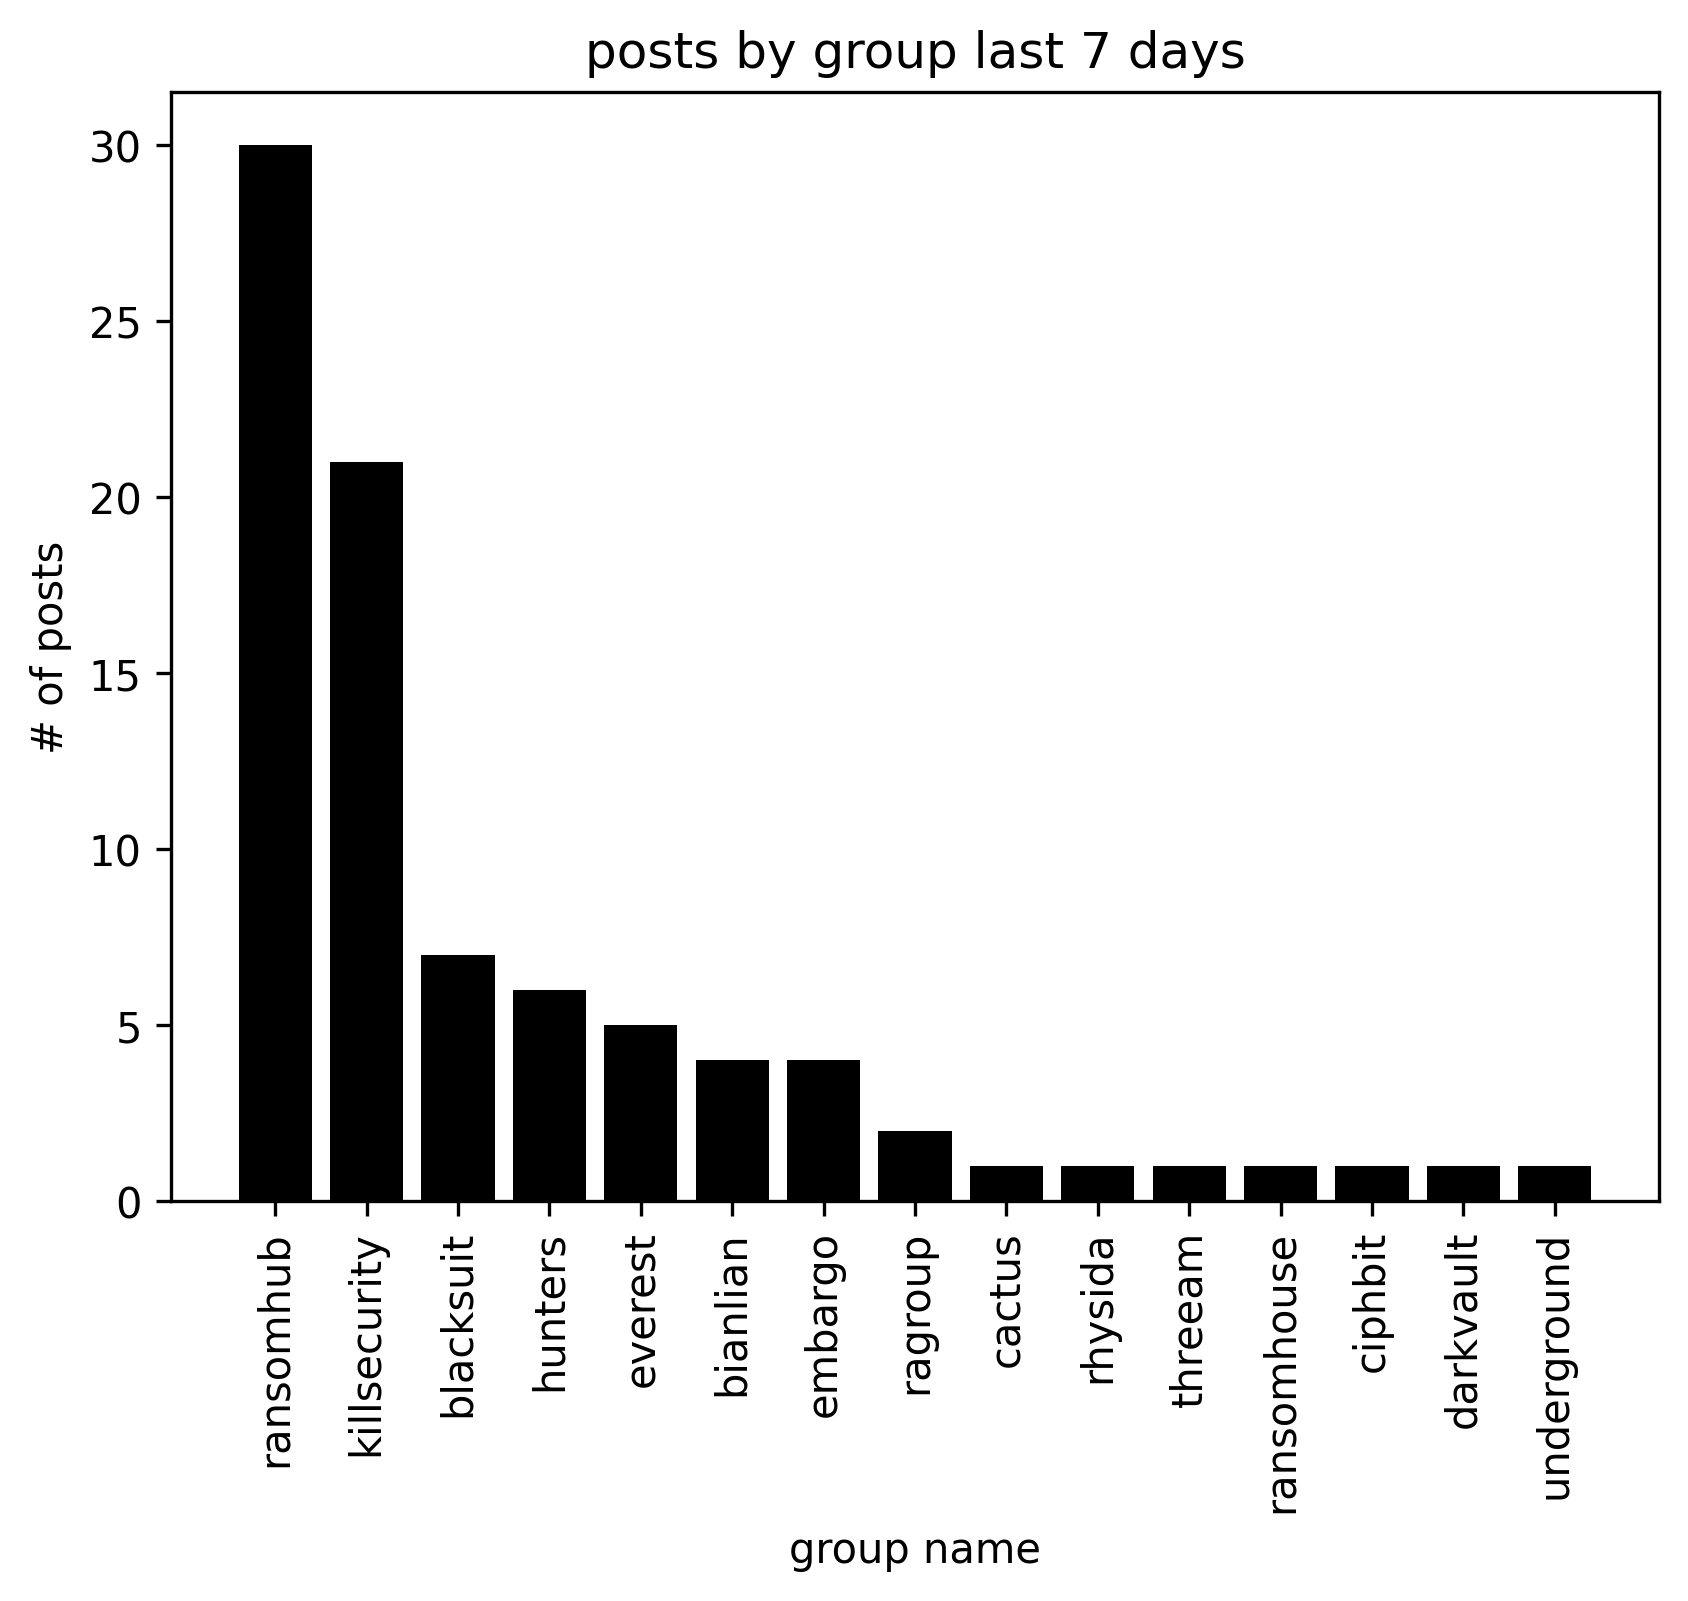 posts by group last 7 days
30
25
20
15
10
5
0
# of posts
ransomhub
killsecurity
blacksuit
hunters
everest
bianlian
embargo
ragroup
cactus
rhysida
threeam
ransomhouse
ciphbit
darkvault
underground
group name